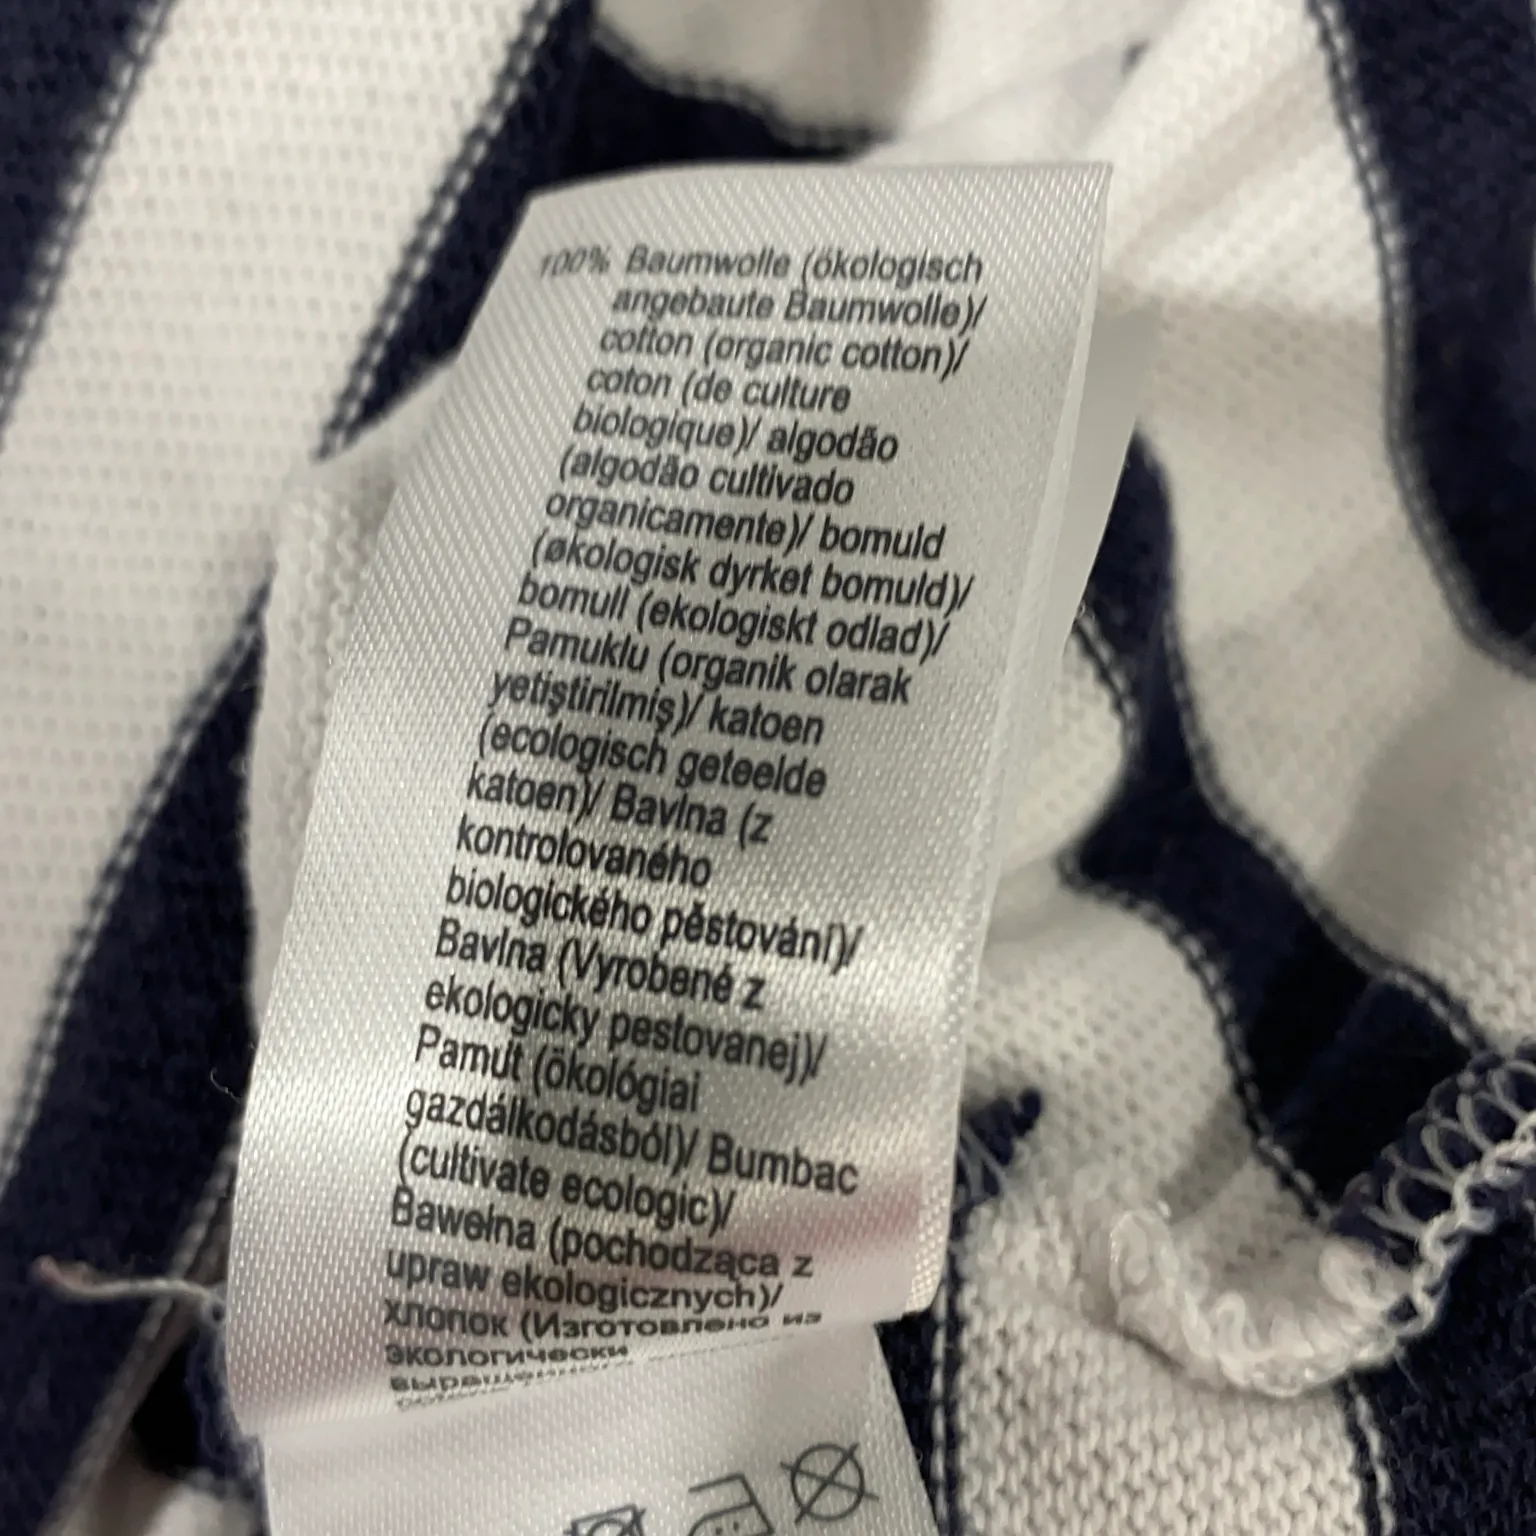 100% Baumwolle (ökologisch
angebaute Baumwolle)/
cotton (organic cotton)/
coton (de culture
biologique)/ algodão
(algodão cultivado
organicamente)/ bomuld
(økologisk dyrket bomuld)/
bomull (ekologiskt odlad)/
Pamuklu (organik olarak
yetiştirilmiş)/ katoen
(ecologisch geteelde
katoen)/ Bavlna (z
kontrolovaného
biologického pěstování)/
Bavlna (Vyrobené z
ekologicky pestovanej)/
Pamut (ökológiai
gazdálkodásból)/ Bumbac
(cultivate ecologic)/
Bawełna (pochodząca z
upraw ekologicznych)/
хлопок (Изготовлено из
экологически